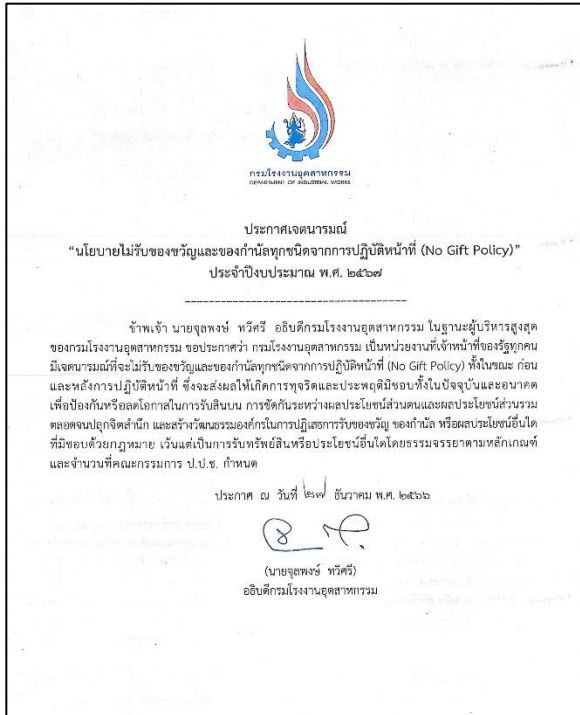 กรมโรงงานอุตสาหกรรม
DEPARTMENT OF INDUSTRIAL WORKS
ประกาศเจตนารมณ์
“นโยบายไม่รับของขวัญและของกำนัลทุกชนิดจากการปฏิบัติหน้าที่ (No Gift Policy)”
ประจำปีงบประมาณ พ.ศ. ๒๕๖๗
ข้าพเจ้า นายจุลพงษ์ ทวีศรี อธิบดีกรมโรงงานอุตสาหกรรม ในฐานะผู้บริหารสูงสุด
ของกรมโรงงานอุตสาหกรรม ขอประกาศว่า กรมโรงงานอุตสาหกรรม เป็นหน่วยงานที่เจ้าหน้าที่ของรัฐทุกคน
มีเจตนารมณ์ที่จะไม่รับของขวัญและของกำนัลทุกชนิดจากการปฏิบัติหน้าที่ (No Gift Policy) ทั้งในขณะ ก่อน
และหลังการปฏิบัติหน้าที่ ซึ่งจะส่งผลให้เกิดการทุจริตและประพฤติมิชอบทั้งในปัจจุบันและอนาคต
เพื่อป้องกันหรือลดโอกาสในการรับสินบน การขัดกันระหว่างผลประโยชน์ส่วนตนและผลประโยชน์ส่วนรวม
ตลอดจนปลุกจิตสำนึก และสร้างวัฒนธรรมองค์กรในการปฏิเสธการรับของขวัญ ของกำนัล หรือผลประโยชน์อื่นใด
ที่มิชอบด้วยกฎหมาย เว้นแต่เป็นการรับทรัพย์สินหรือประโยชน์อื่นใดโดยธรรมจรรยาตามหลักเกณฑ์
และจำนวนที่คณะกรรมการ ป.ป.ช. กำหนด
ประกาศ ณ วันที่ ๒๗ ธันวาคม พ.ศ. ๒๕๖๖
(นายจุลพงษ์ ทวีศรี)
อธิบดีกรมโรงงานอุตสาหกรรม